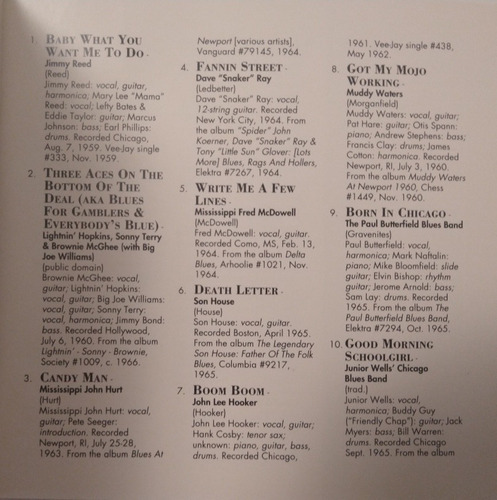 1. BABY WHAT YOU
WANT ME TO DO -
Jimmy Reed
(Reed)
Jimmy Reed: vocal, guitar,
harmonica; Mary Lee "Mama"
Reed: vocal; Lefty Bates &
Eddie Taylor: guitar; Marcus
Johnson: bass; Earl Phillips:
drums. Recorded Chicago,
Aug. 7, 1959. VeeJay single
#333, Nov. 1959.
2. THREE ACES ON THE
BOTTOM OF THE
DEAL (AKA BLUES
FOR GAMBLERS &
EVERYBODY'S BLUE) -
Lightnin' Hopkins, Sonny Terry
& Brownie McGhee (with Big
Joe Williams)
(public domain)
Brownie McGhee: vocal,
guitar; Lightnin' Hopkins:
vocal, guitar; Big Joe Williams:
vocal, guitar; Sonny Terry:
vocal, harmonica; Jimmy Bond:
bass. Recorded Hollywood,
July 6, 1960. From the album
Lightnin' - Sonny - Brownie,
Society #1009, c. 1966.
3. CANDY MAN -
Mississippi John Hurt
(Hurt)
Mississippi John Hurt: vocal,
guitar; Pete Seeger:
introduction. Recorded
Newport, RI, July 25-28,
1963. From the album Blues At
Newport [various artists],
Vanguard #79145, 1964.
4. FANNIN STREET -
Dave "Snaker" Ray
(Ledbetter)
Dave "Snaker" Ray: vocal,
12-string guitar. Recorded
New York City, 1964. From
the album "Spider" John
Koerner, Dave "Snaker" Ray &
Tony "Little Sun" Glover: [Lots
More] Blues, Rags And Hollers,
Elektra #7267, 1964.
5. WRITE ME A FEW
LINES -
Mississippi Fred McDowell
(McDowell)
Fred McDowell: vocal, guitar.
Recorded Como, MS, Feb. 13,
1964. From the album Delta
Blues, Arhoolie #1021, Nov.
1964.
6. DEATH LETTER -
Son House
(House)
Son House: vocal, guitar.
Recorded Boston, April 1965.
From the album The Legendary
Son House: Father Of The Folk
Blues, Columbia #9217,
1965.
7. BOOM BOOM -
John Lee Hooker
(Hooker)
John Lee Hooker: vocal, guitar;
Hank Cosby: tenor sax;
unknown: piano, guitar, bass,
drums. Recorded Chicago,
1961. Vee-Jay single #438,
May 1962.
8. GOT MY MOJO
WORKING -
Muddy Waters
(Morganfield)
Muddy Waters: vocal, guitar;
Pat Hare: guitar; Otis Spann:
piano; Andrew Stephens: bass;
Francis Clay: drums; James
Cotton: harmonica. Recorded
Newport, RI, July 3, 1960.
From the album Muddy Waters
At Newport 1960, Chess
#1449, Nov. 1960.
9. BORN IN CHICAGO -
The Paul Butterfield Blues Band
(Gravenites)
Paul Butterfield: vocal,
harmonica; Mark Naftalin:
piano; Mike Bloomfield: slide
guitar; Elvin Bishop: rhythm
guitar; Jerome Arnold: bass;
Sam Lay: drums. Recorded
1965. From the album The
Paul Butterfield Blues Band,
Elektra #7294, Oct. 1965.
10. GOOD MORNING
SCHOOLGIRL -
Junior Wells' Chicago
Blues Band
(trad.)
Junior Wells: vocal,
harmonica; Buddy Guy
("Friendly Chap"): guitar; Jack
Myers: bass; Bill Warren:
drums. Recorded Chicago
Sept. 1965. From the album